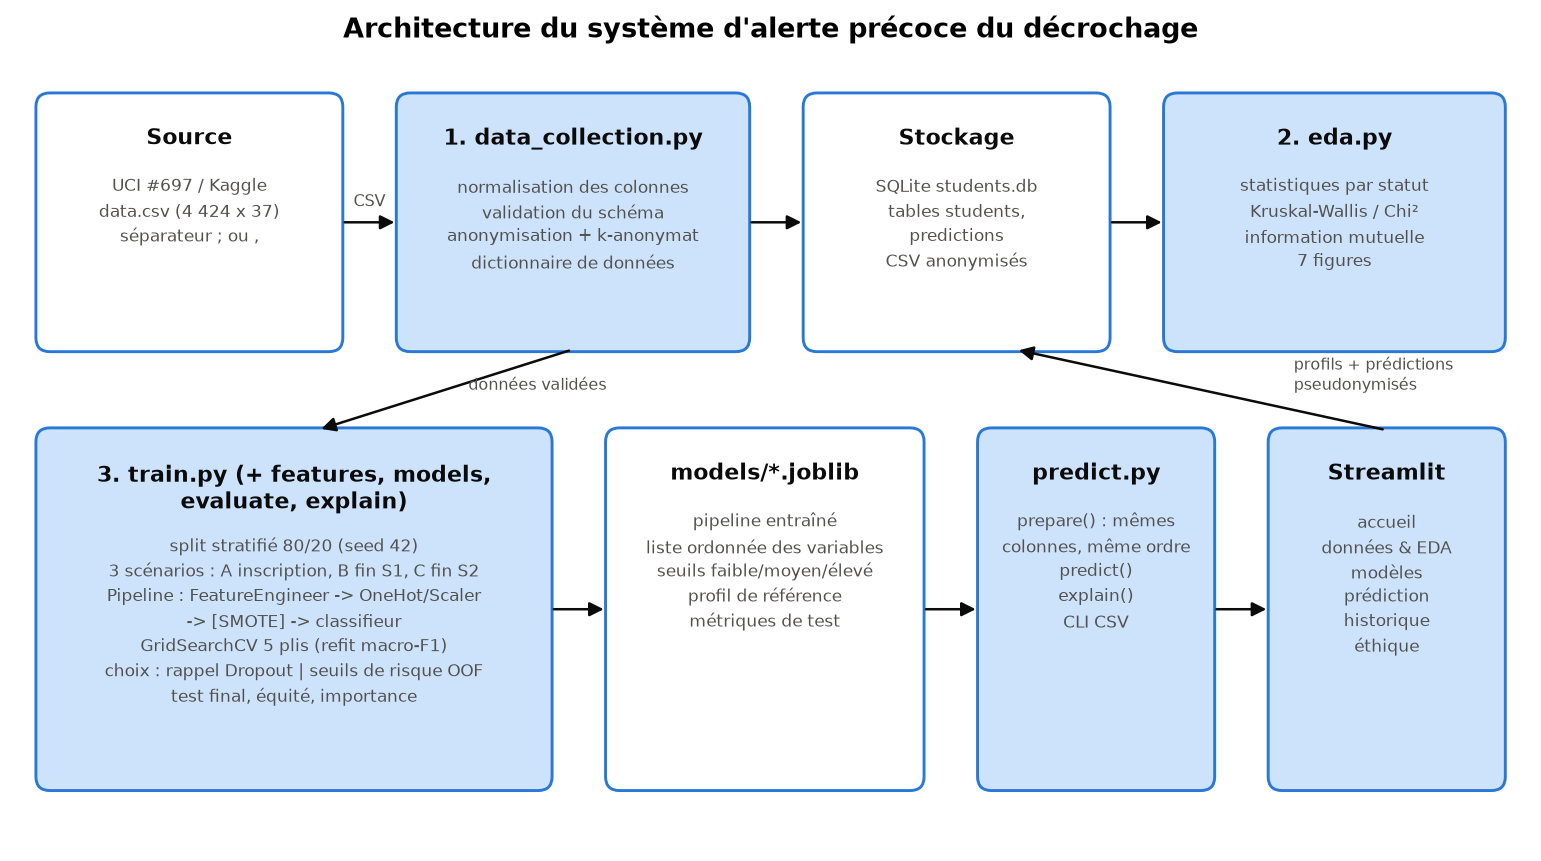 Architecture du système d'alerte précoce du décrochage
Source
UCI #697 / Kaggle
data.csv (4 424 x 37)
séparateur ; ou ,
CSV
1. data_collection.py
normalisation des colonnes
validation du schéma
anonymisation + k-anonymat
dictionnaire de données
Stockage
SQLite students.db
tables students,
predictions
CSV anonymisés
2. eda.py
statistiques par statut
Kruskal-Wallis / Chi²
information mutuelle
7 figures
données validées
profils + prédictions
pseudonymisés
3. train.py (+ features, models,
evaluate, explain)
split stratifié 80/20 (seed 42)
3 scénarios : A inscription, B fin S1, C fin S2
Pipeline : FeatureEngineer -> OneHot/Scaler
-> [SMOTE] -> classifieur
GridSearchCV 5 plis (refit macro-F1)
choix : rappel Dropout | seuils de risque OOF
test final, équité, importance
models/*.joblib
pipeline entraîné
liste ordonnée des variables
seuils faible/moyen/élevé
profil de référence
métriques de test
predict.py
prepare() : mêmes
colonnes, même ordre
predict()
explain()
CLI CSV
Streamlit
accueil
données & EDA
modèles
prédiction
historique
éthique